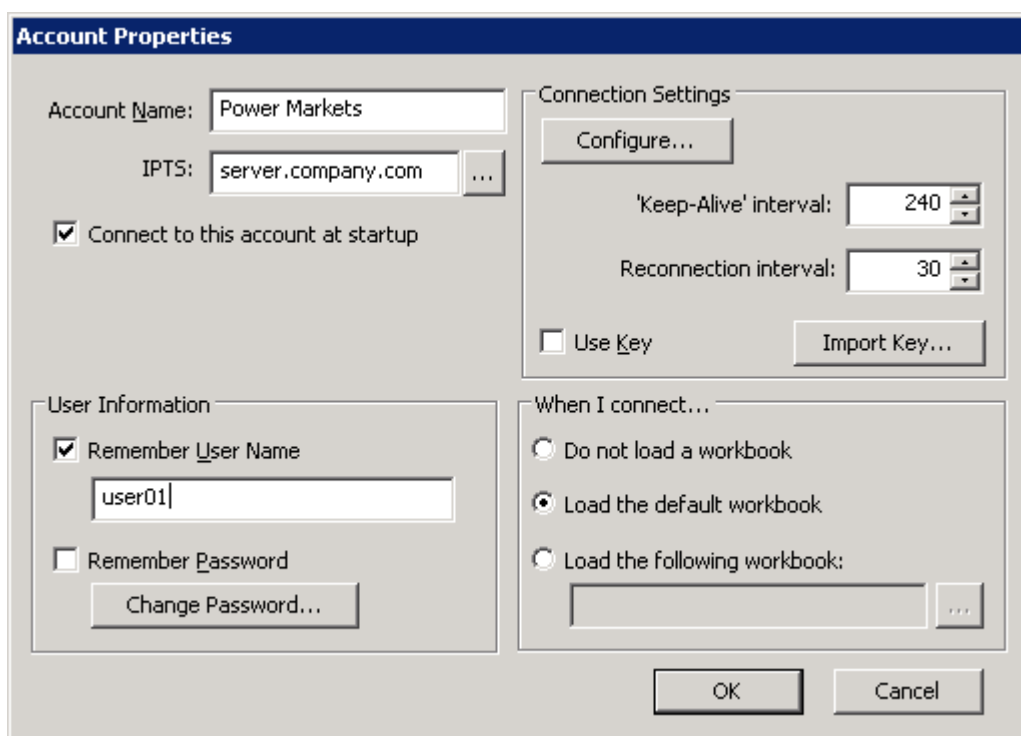 Account Properties
Account Name: Power Markets
IPTS: server.company.com ...
Connect to this account at startup
Connection Settings
Configure...
'Keep-Alive' interval: 240
Reconnection interval: 30
Use Key Import Key...
User Information
Remember User Name
user01
Remember Password
Change Password...
When I connect...
Do not load a workbook
Load the default workbook
Load the following workbook:
...
OK Cancel